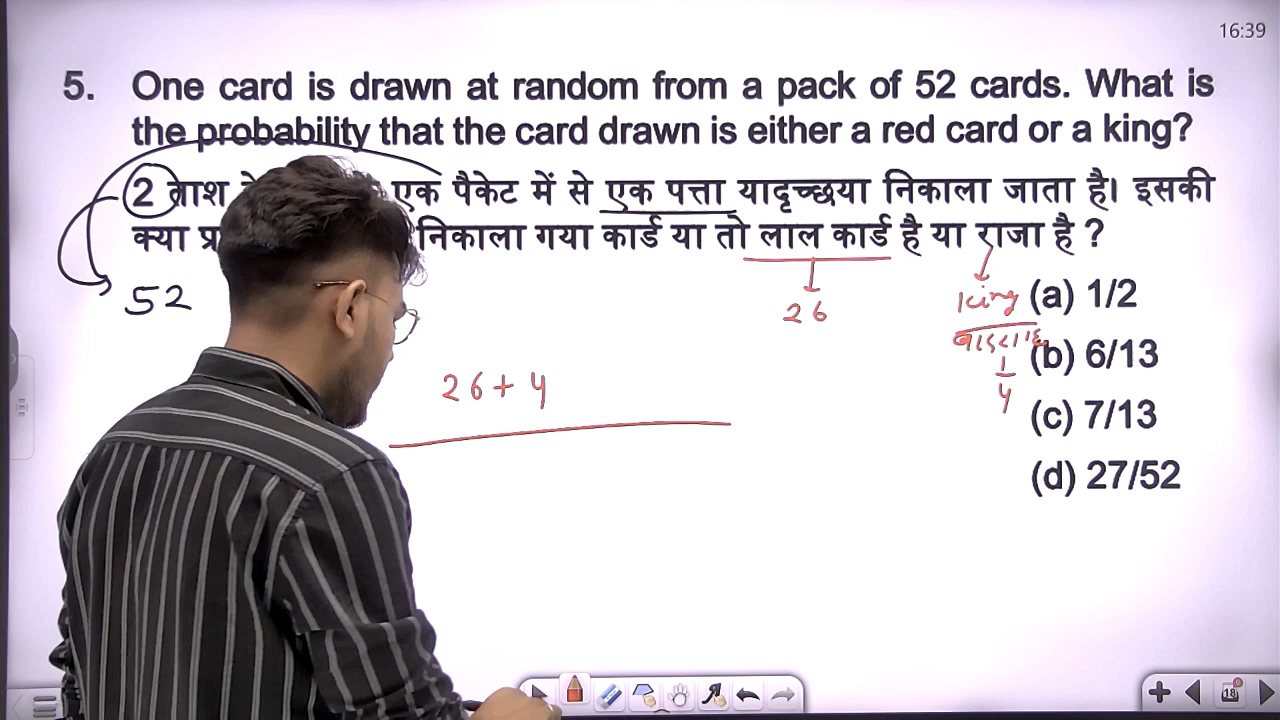 16:39
5. One card is drawn at random from a pack of 52 cards. What is
the probability that the card drawn is either a red card or a king?
2 ताश एक पैकेट में से एक पत्ता यादृच्छया निकाला जाता है। इसकी
क्या निकाला गया कार्ड या तो लाल कार्ड है या राजा है ?
52
26
king
(a) 1/2
बादशाह
(b) 6/13
1
4
26+ 4
(c) 7/13
(d) 27/52
18